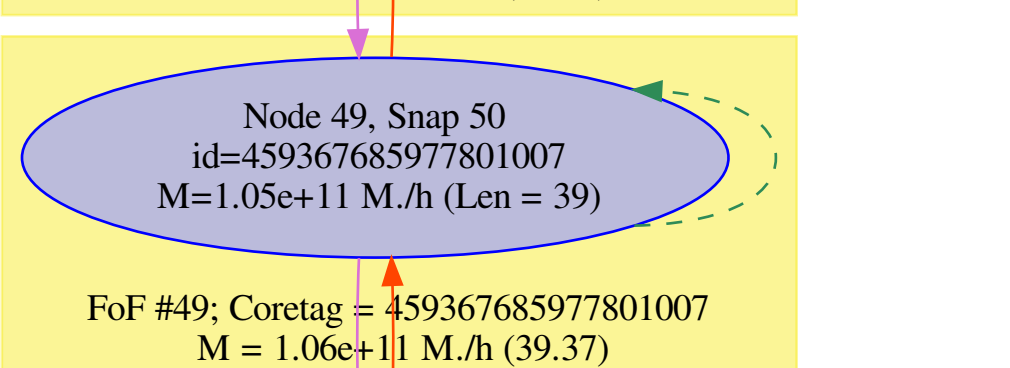 Node 49, Snap 50
id=459367685977801007
M=1.05e+11 M./h (Len = 39)
FoF #49; Coretag = 459367685977801007
M = 1.06e+11 M./h (39.37)